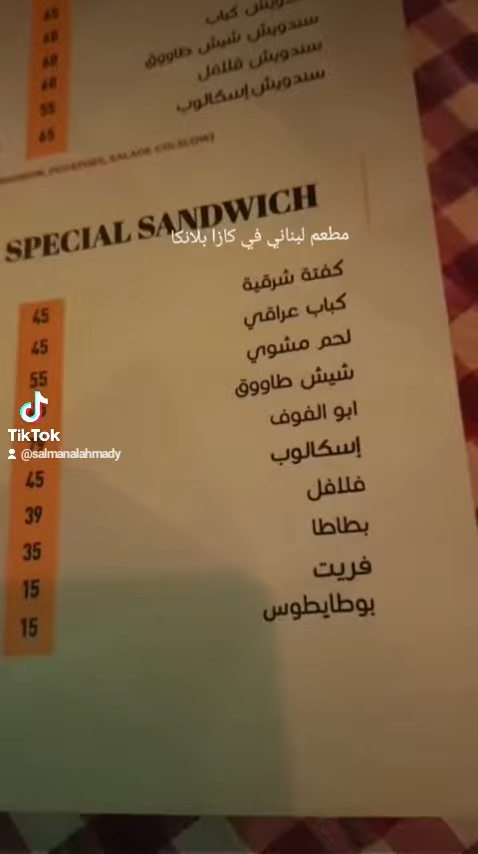 65
60
60
60
55
65
سندويش كباب
سندويش شيش طاووق
سندويش فلافل
سندويش إسكالوب
SPECIAL SANDWICH
مطعم لبناني في كازا بلانكا
كفتة شرقية
كباب عراقي
لحم مشوي
شيش طاووق
ابو الفوف
إسكالوب
فلافل
بطاطا
فريت
بوطايطوس
45
45
55
45
39
35
15
15
TikTok
@salmanalahmady